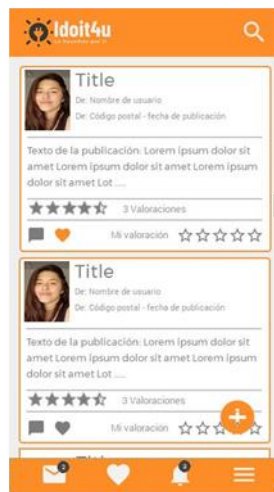 Idoit4u
Title
De: Nombre de usuario
De: Código postal - fecha de publicación
Texto de la publicación: Lorem ipsum dolor sit
amet Lorem ipsum dolor sit amet Lorem ipsum
dolor sit amet Lot .....
3 Valoraciones
Mi valoración
Title
De: Nombre de usuario
De: Código postal - fecha de publicación
Texto de la publicación: Lorem ipsum dolor sit
amet Lorem ipsum dolor sit amet Lorem ipsum
dolor sit amet Lot .....
3 Valoraciones
Mi valoración
Title